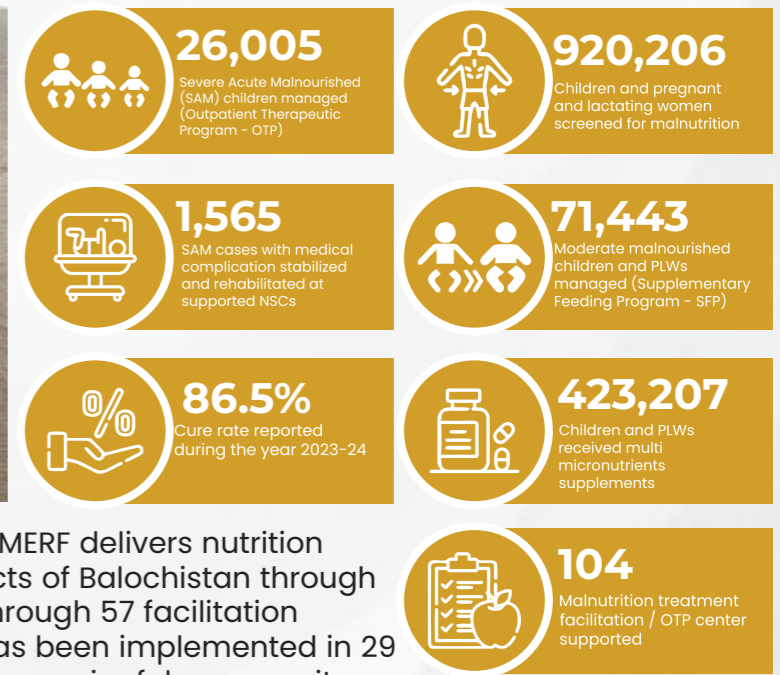 26,005
Severe Acute Malnourished
(SAM) children managed
(Outpatient Therapeutic
Program - OTP)
920,206
Children and pregnant
and lactating women
screened for malnutrition
1,565
SAM cases with medical
complication stabilized
and rehabilitated at
supported NSCs
71,443
Moderate malnourished
children and PLWs
managed (Supplementary
Feeding Program - SFP)
86.5%
Cure rate reported
during the year 2023-24
423,207
Children and PLWs
received multi
micronutrients
supplements
104
Malnutrition treatment
facilitation / OTP center
supported
MERF delivers nutrition
cts of Balochistan through
hrough 57 facilitation
as been implemented in 29